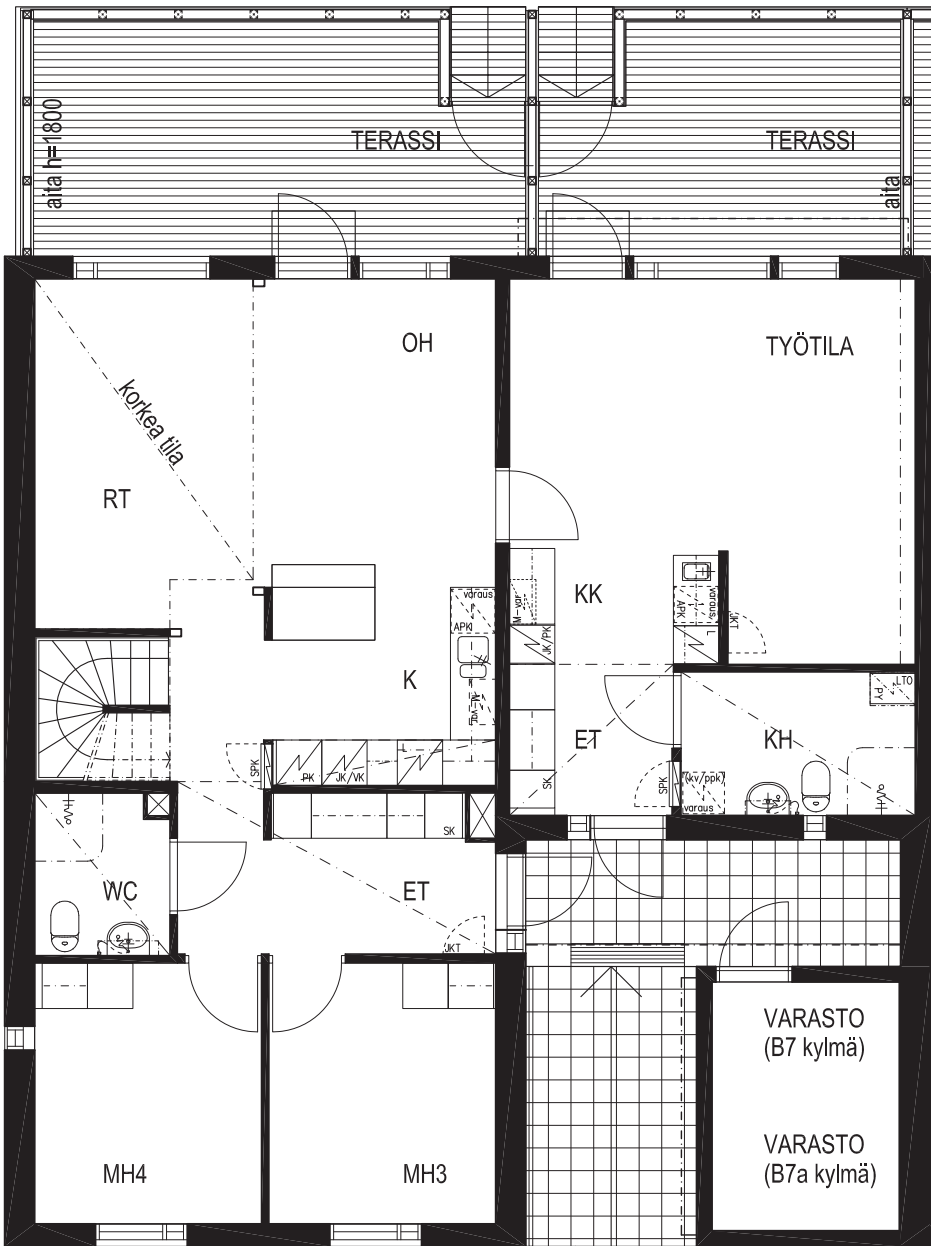 aita h=1800
TERASSI
TERASSI
aita
OH
TYÖTILA
korkea tila
RT
KK
M-var
JK/PK
APK
varaus
L
JKT
varaus
APK
K
M-var
L
SPK
PK
JK/VK
ET
SK
SPK
KH
LTO
PY
(kv/ppk)
varaus
WC
SK
ET
JKT
MH4
MH3
VARASTO
(B7 kylmä)
VARASTO
(B7a kylmä)